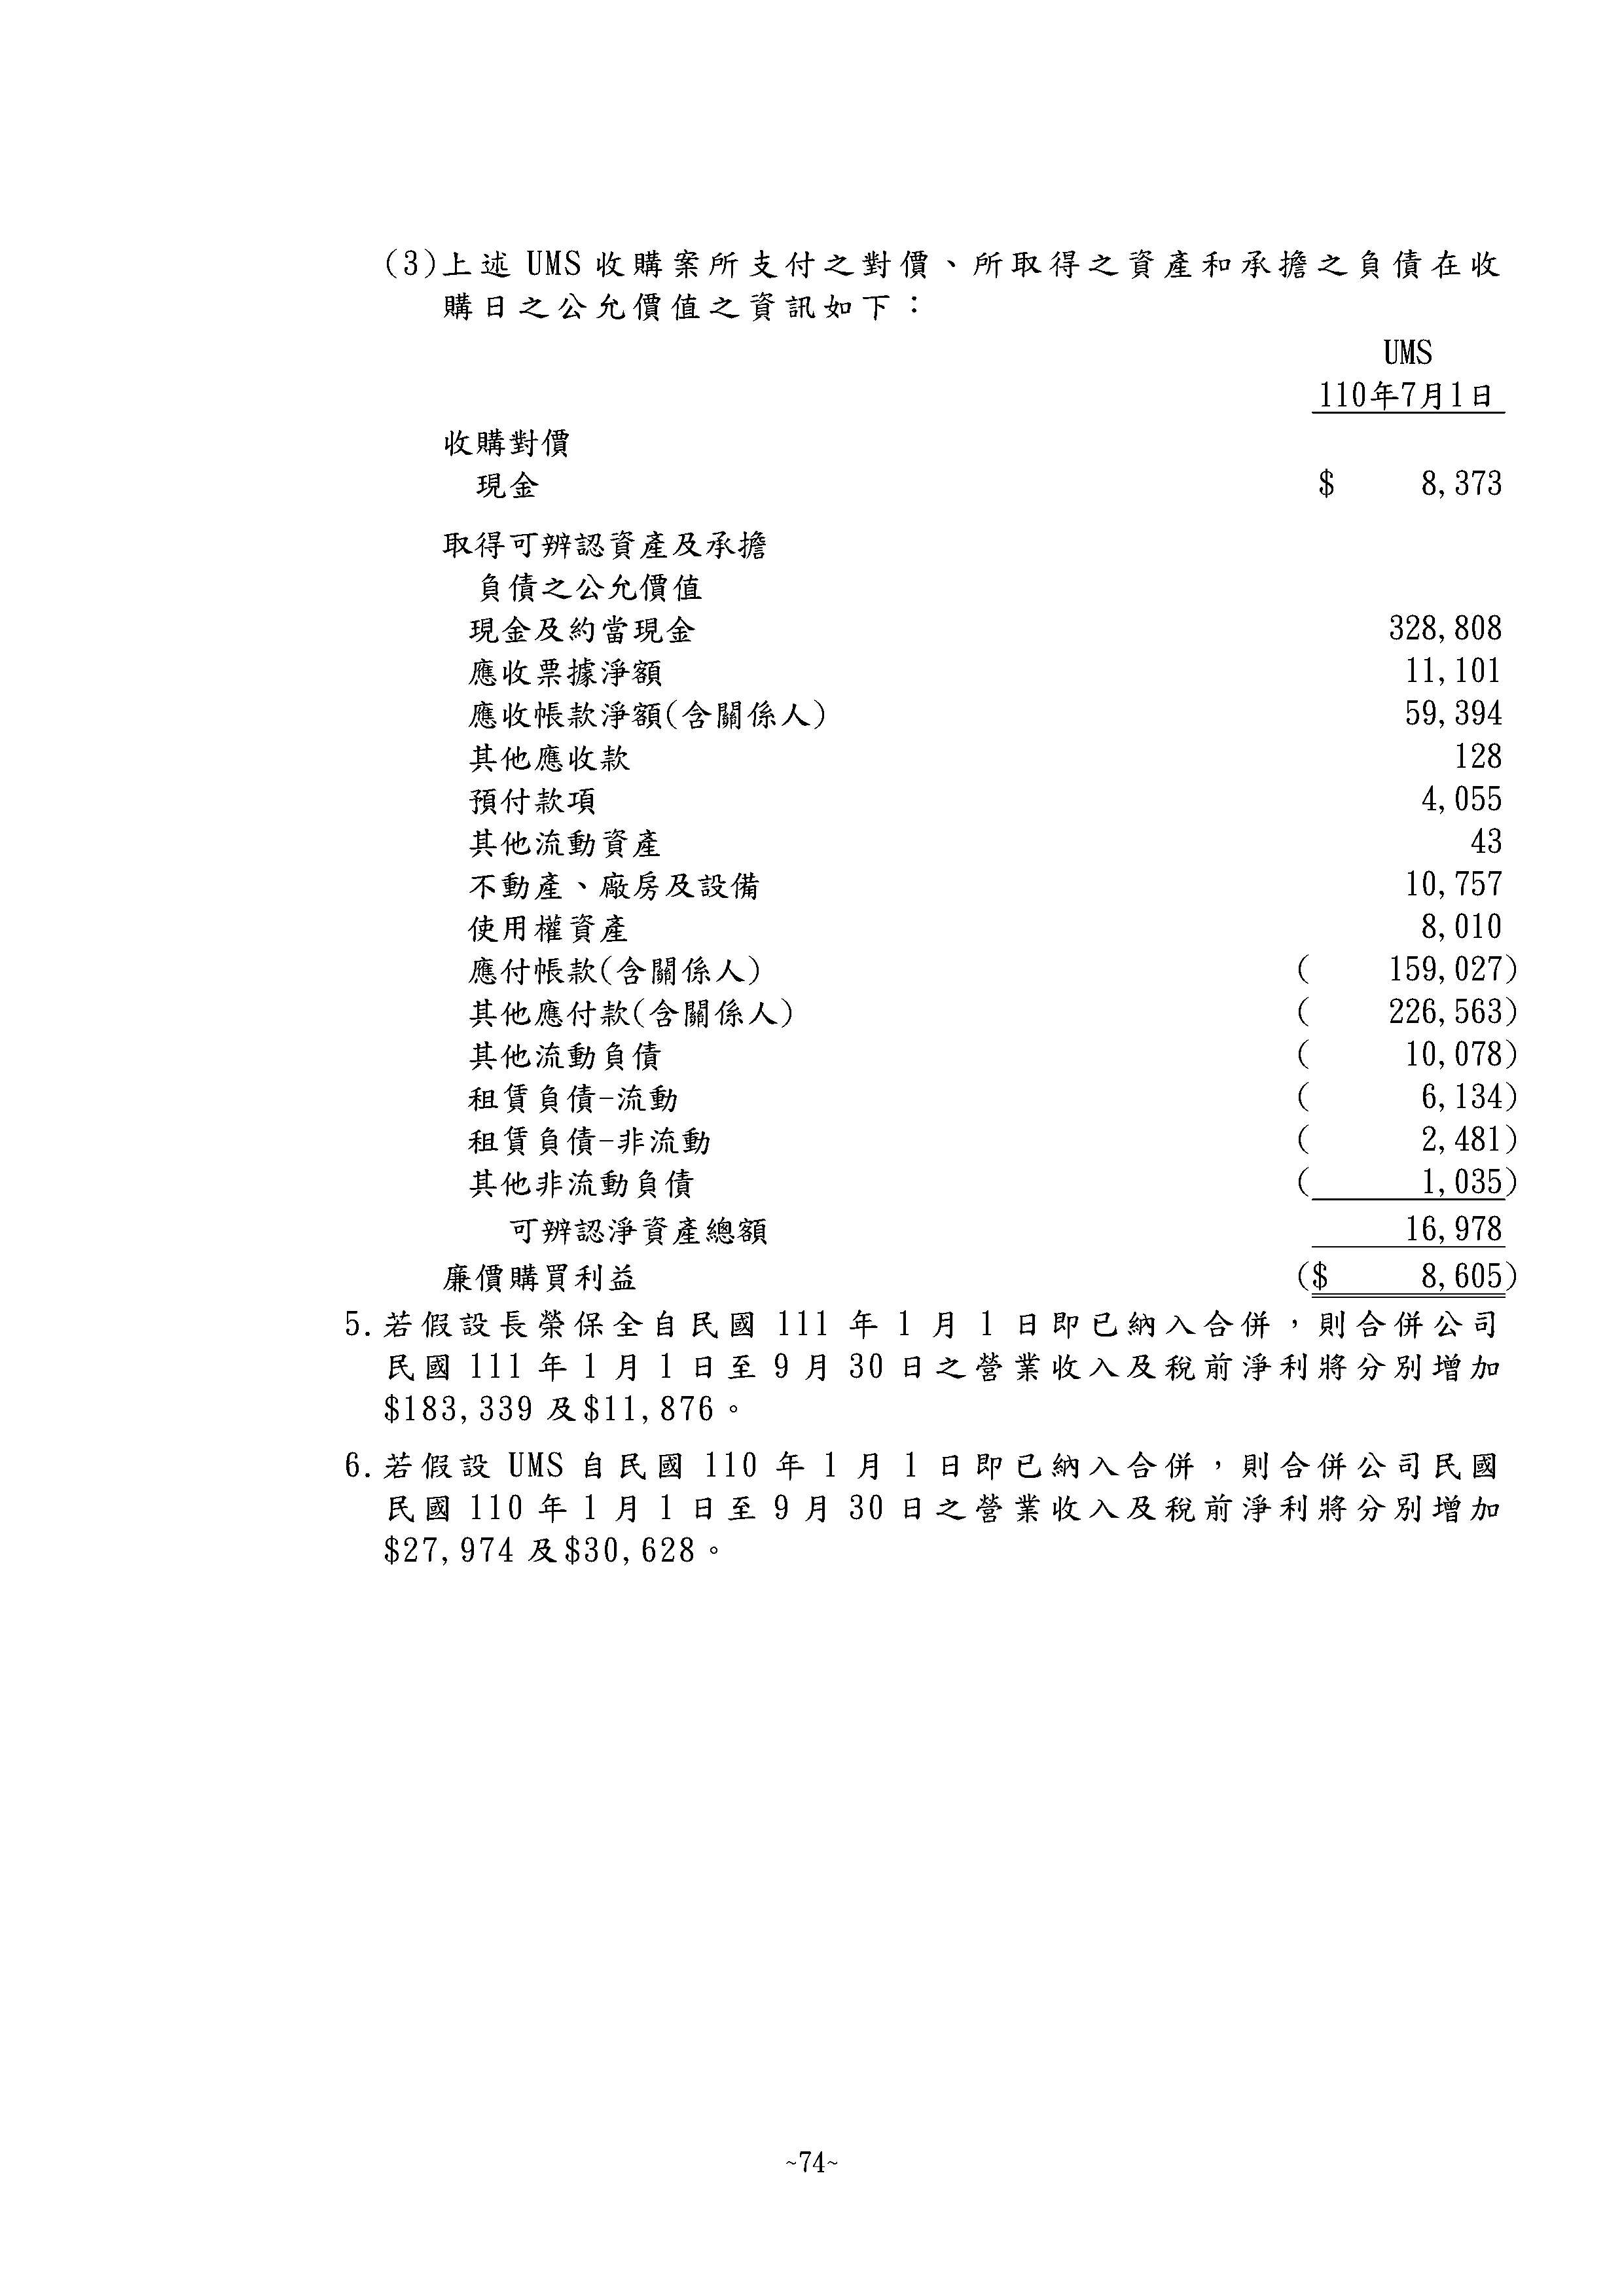 (3)上述 UMS 收購案所支付之對價、所取得之資產和承擔之負債在收
購日之公允價值之資訊如下：
UMS
110年7月1日
收購對價
現金 $ 8,373
取得可辨認資產及承擔
負債之公允價值
現金及約當現金 328,808
應收票據淨額 11,101
應收帳款淨額(含關係人) 59,394
其他應收款 128
預付款項 4,055
其他流動資產 43
不動產、廠房及設備 10,757
使用權資產 8,010
應付帳款(含關係人) ( 159,027)
其他應付款(含關係人) ( 226,563)
其他流動負債 ( 10,078)
租賃負債-流動 ( 6,134)
租賃負債-非流動 ( 2,481)
其他非流動負債 ( 1,035)
可辨認淨資產總額 16,978
廉價購買利益 ($ 8,605)
5.若假設長榮保全自民國 111 年 1 月 1 日即已納入合併，則合併公司
民國 111 年 1 月 1 日至 9 月 30 日之營業收入及稅前淨利將分別增加
$183,339 及$11,876。
6.若假設 UMS 自民國 110 年 1 月 1 日即已納入合併，則合併公司民國
民國 110 年 1 月 1 日至 9 月 30 日之營業收入及稅前淨利將分別增加
$27,974 及$30,628。
~74~